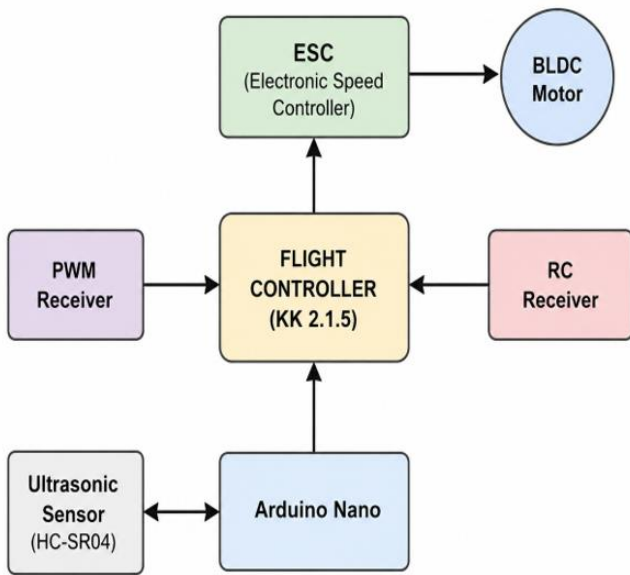 ESC
(Electronic Speed
Controller)
BLDC
Motor
PWM
Receiver
FLIGHT
CONTROLLER
(KK 2.1.5)
RC
Receiver
Ultrasonic
Sensor
(HC-SR04)
Arduino Nano